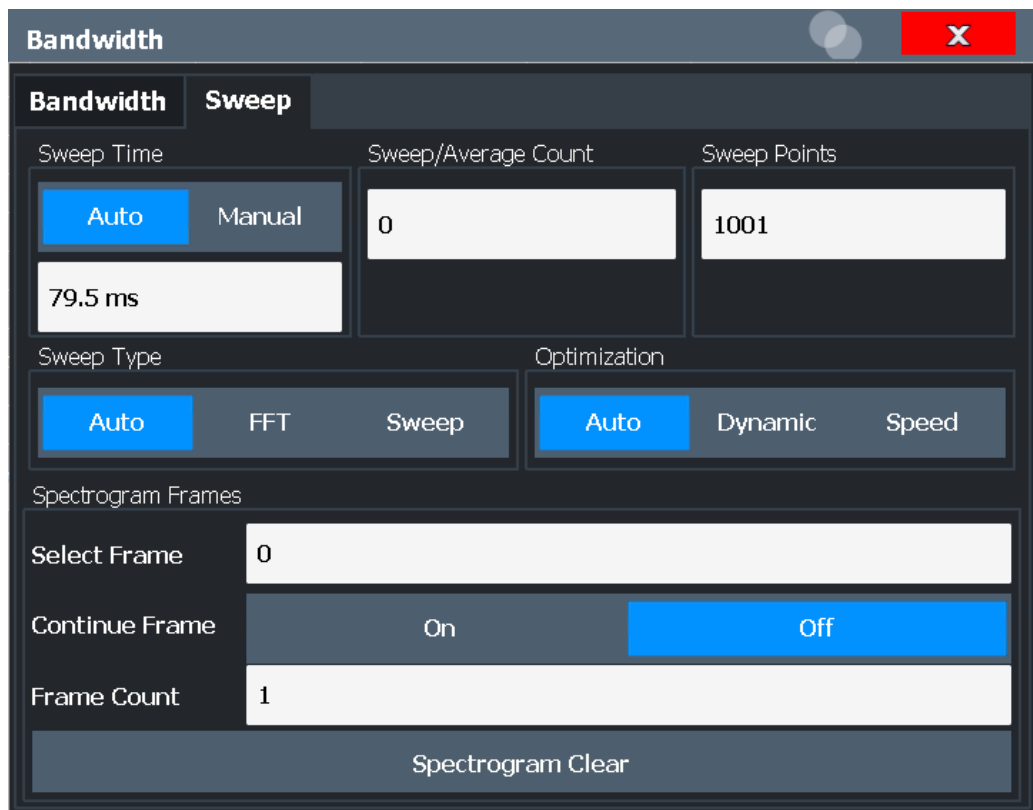 Bandwidth X
Bandwidth Sweep
Sweep Time Sweep/Average Count Sweep Points
Auto Manual 0 1001
79.5 ms
Sweep Type Optimization
Auto FFT Sweep Auto Dynamic Speed
Spectrogram Frames
Select Frame 0
Continue Frame On Off
Frame Count 1
Spectrogram Clear